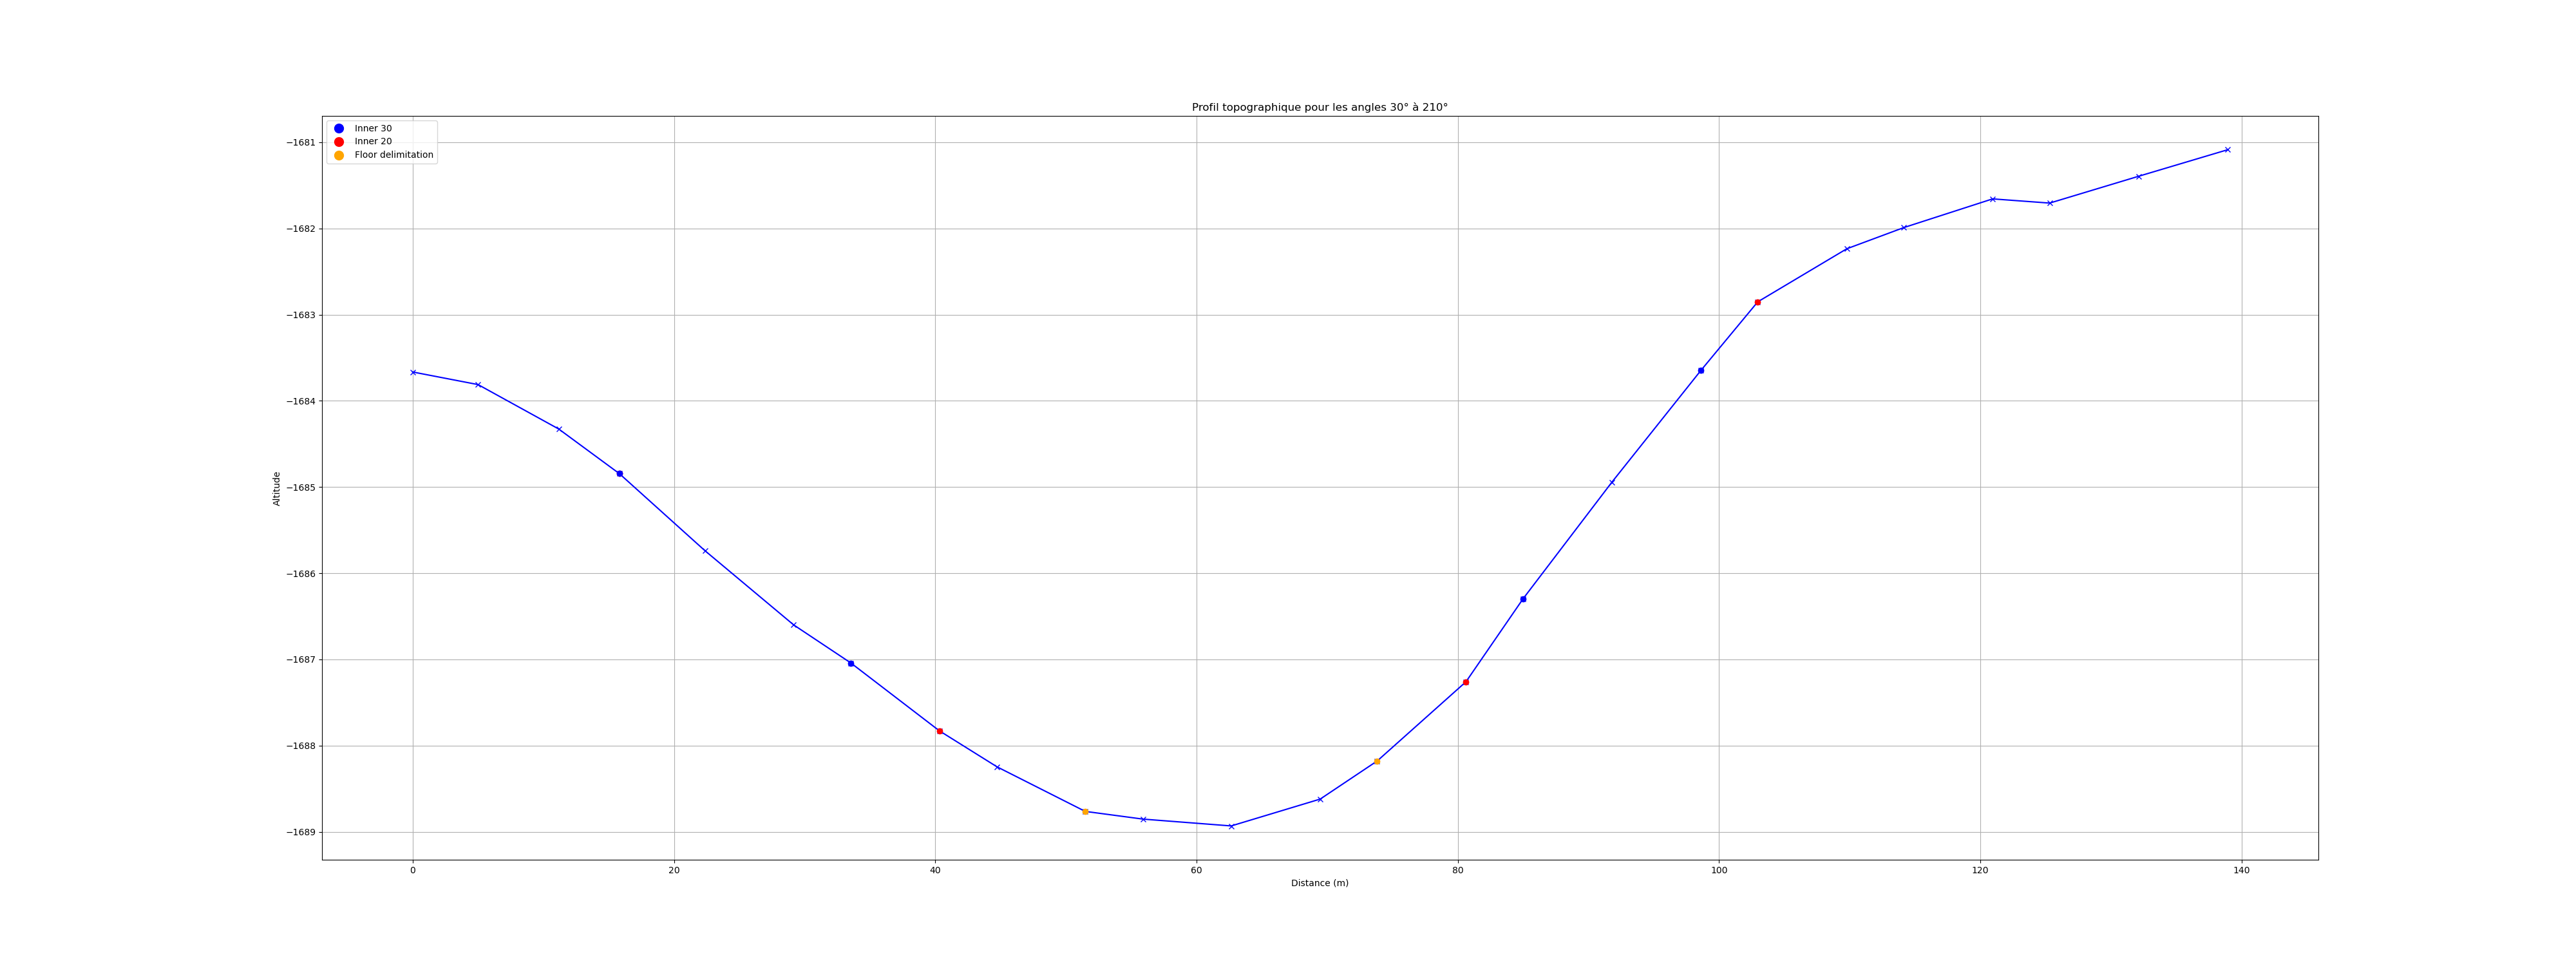 Profil topographique pour les angles 30° à 210°
Inner 30
Inner 20
Floor delimitation
−1681
−1682
−1683
−1684
−1685
−1686
−1687
−1688
−1689
Altitude
0 20 40 60 80 100 120 140
Distance (m)